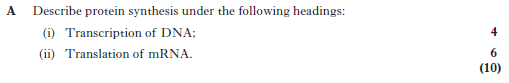 A Describe protein synthesis under the following headings:
(i) Transcription of DNA; 4
(ii) Translation of mRNA. 6
(10)